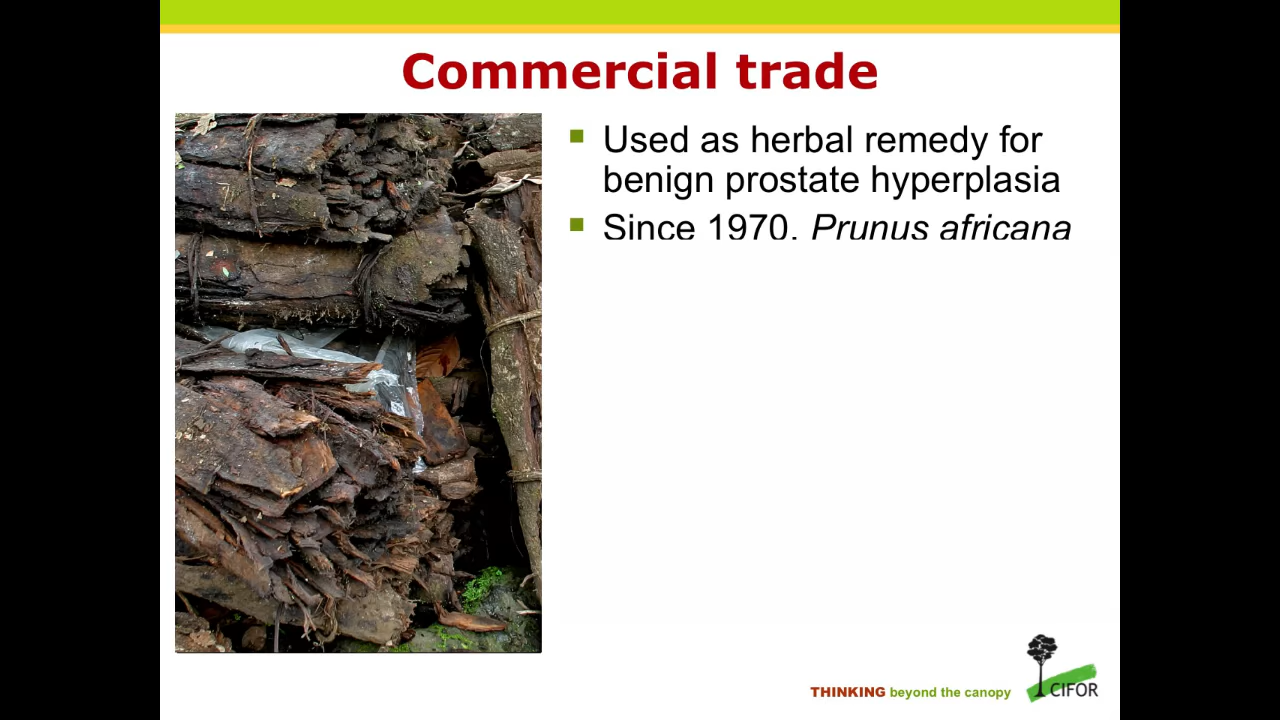 Commercial trade
Used as herbal remedy for
benign prostate hyperplasia
Since 1970, Prunus africana
THINKING beyond the canopy
CIFOR